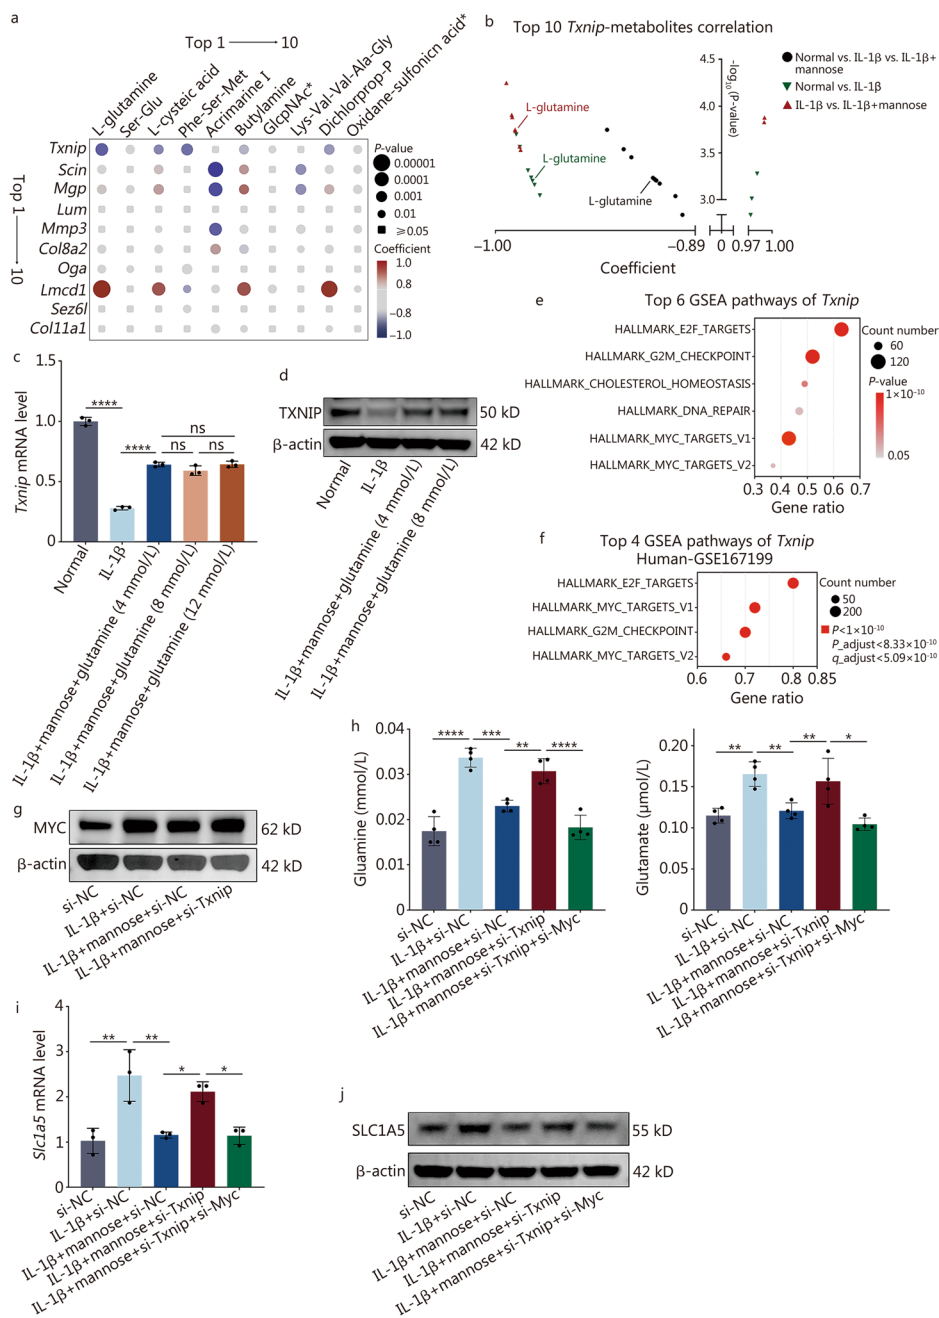 a
Top 1 → 10
L-glutamine
Ser-Glu
L-cysteic acid
Phe-Ser-Met
Acrimarine I
Butylamine
GlcpNAc*
Lys-Val-Val-Ala-Gly
Dichlorprop-P
Oxidane-sulfonicn acid*
Top 1 → 10
Txnip
Scin
Mgp
Lum
Mmp3
Col8a2
Oga
Lmcd1
Sez6l
Col11a1
P-value
0.00001
0.0001
0.001
0.01
≥0.05
Coefficient
1.0
0.8
−0.8
−1.0
b
Top 10 Txnip-metabolites correlation
L-glutamine
L-glutamine
L-glutamine
−1.00
−0.89
0
0.97
1.00
Coefficient
4.5
4.0
3.5
3.0
-log10 (P-value)
Normal vs. IL-1β vs. IL-1β+
mannose
Normal vs. IL-1β
IL-1β vs. IL-1β+mannose
c
Txnip mRNA level
1.5
1.0
0.5
0
****
****
ns
ns
ns
Normal
IL-1β
IL-1β+mannose+glutamine (4 mmol/L)
IL-1β+mannose+glutamine (8 mmol/L)
IL-1β+mannose+glutamine (12 mmol/L)
d
TXNIP
50 kD
β-actin
42 kD
Normal
IL-1β
IL-1β+mannose+glutamine (4 mmol/L)
IL-1β+mannose+glutamine (8 mmol/L)
e
Top 6 GSEA pathways of Txnip
HALLMARK_E2F_TARGETS
HALLMARK_G2M_CHECKPOINT
HALLMARK_CHOLESTEROL_HOMEOSTASIS
HALLMARK_DNA_REPAIR
HALLMARK_MYC_TARGETS_V1
HALLMARK_MYC_TARGETS_V2
0.3 0.4 0.5 0.6 0.7
Gene ratio
Count number
60
120
P-value
1×10−10
0.05
f
Top 4 GSEA pathways of Txnip
Human-GSE167199
HALLMARK_E2F_TARGETS
HALLMARK_MYC_TARGETS_V1
HALLMARK_G2M_CHECKPOINT
HALLMARK_MYC_TARGETS_V2
0.6 0.7 0.8 0.85
Gene ratio
Count number
50
200
P<1×10−10
P_adjust<8.33×10−10
q_adjust<5.09×10−10
g
MYC
62 kD
β-actin
42 kD
si-NC
IL-1β+si-NC
IL-1β+mannose+si-NC
IL-1β+mannose+si-Txnip
h
Gluamine (mmol/L)
0.04
0.03
0.02
0.01
0
****
***
**
****
si-NC
IL-1β+si-NC
IL-1β+mannose+si-NC
IL-1β+mannose+si-Txnip
IL-1β+mannose+si-Txnip+si-Myc
Glutamate (μmol/L)
0.20
0.15
0.10
0.05
0
**
**
**
*
si-NC
IL-1β+si-NC
IL-1β+mannose+si-NC
IL-1β+mannose+si-Txnip
IL-1β+mannose+si-Txnip+si-Myc
i
Slc1a5 mRNA level
4
3
2
1
0
**
**
*
*
si-NC
IL-1β+si-NC
IL-1β+mannose+si-NC
IL-1β+mannose+si-Txnip
IL-1β+mannose+si-Txnip+si-Myc
j
SLC1A5
55 kD
β-actin
42 kD
si-NC
IL-1β+si-NC
IL-1β+mannose+si-NC
IL-1β+mannose+si-Txnip
IL-1β+mannose+si-Txnip+si-Myc